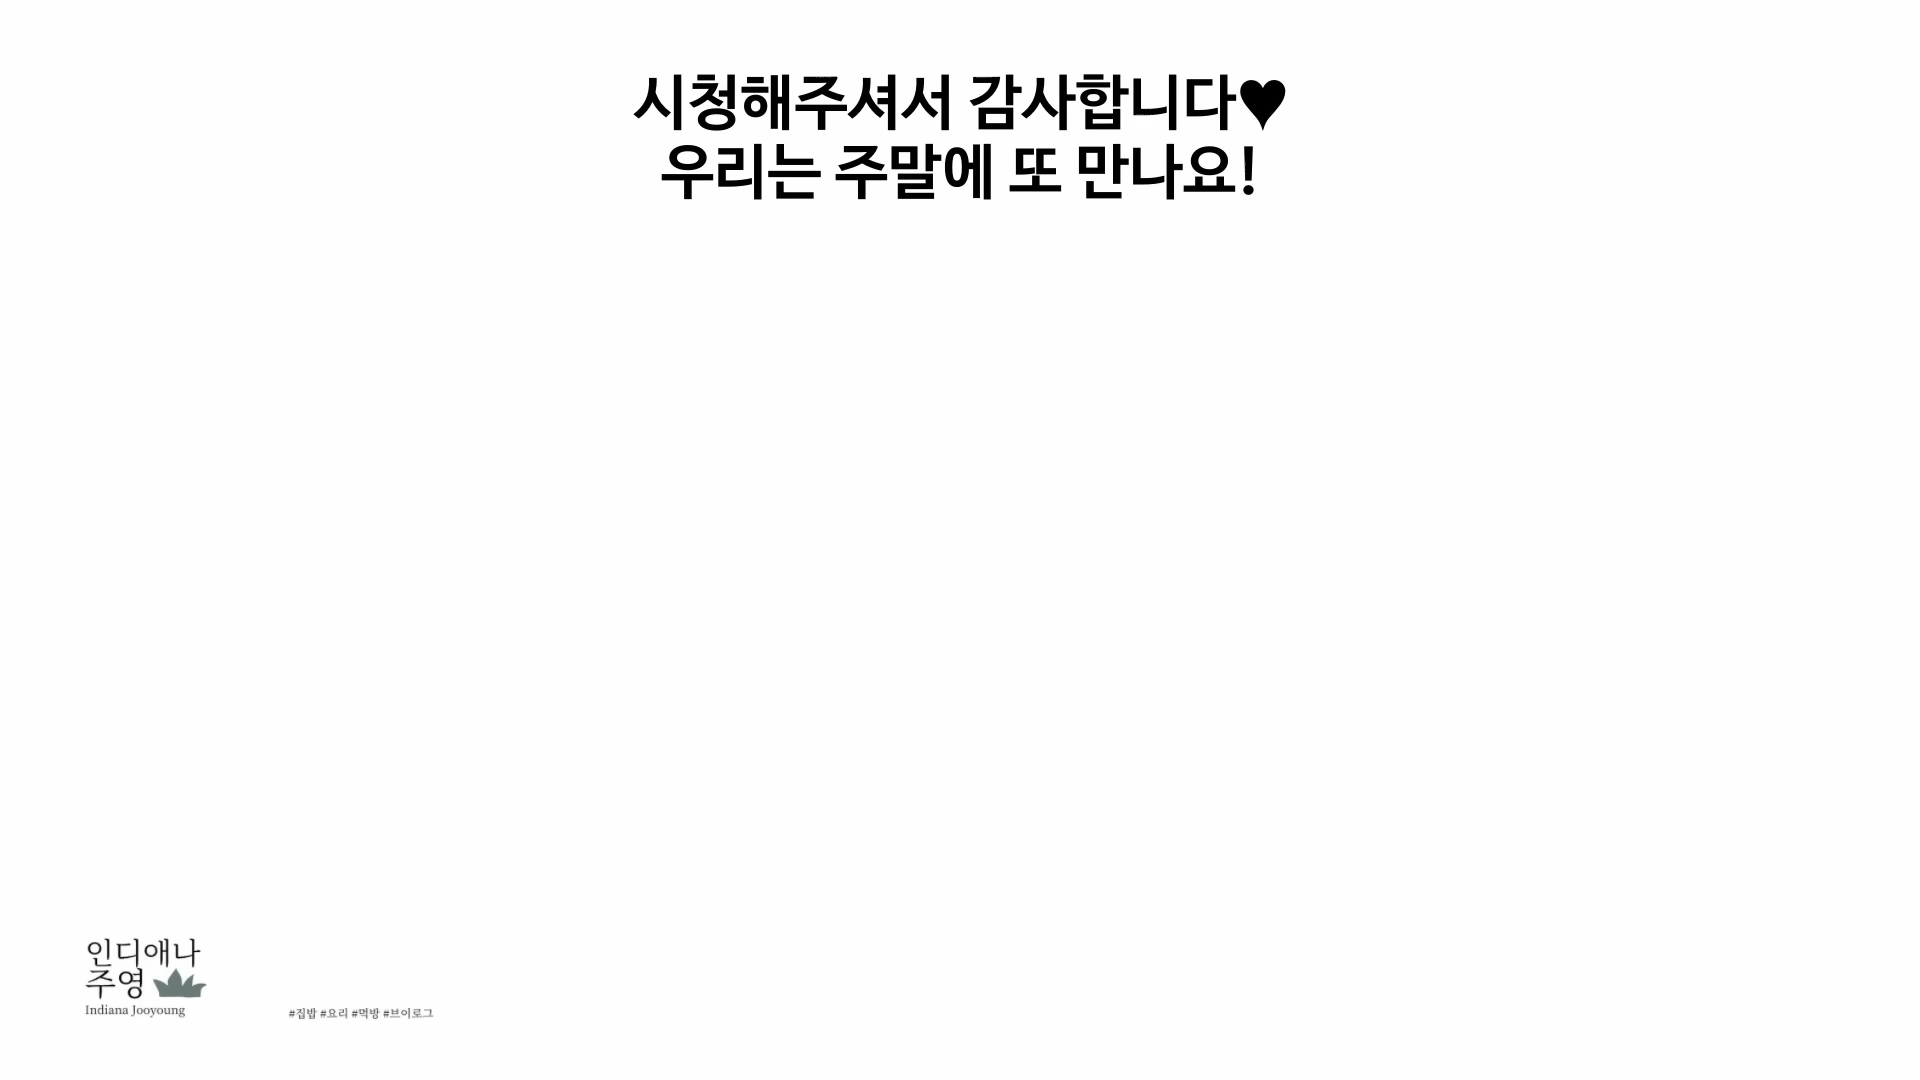 시청해주셔서 감사합니다♥
우리는 주말에 또 만나요!
인디애나
주영
Indiana Jooyoung
#집밥 #요리 #먹방 #브이로그